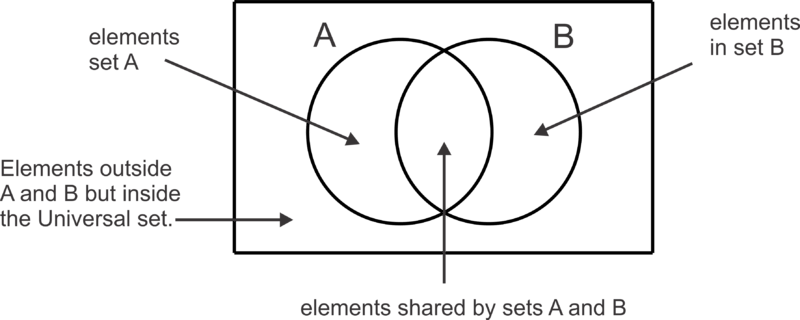 elements
set A
A
B
elements
in set B
Elements outside
A and B but inside
the Universal set.
elements shared by sets A and B